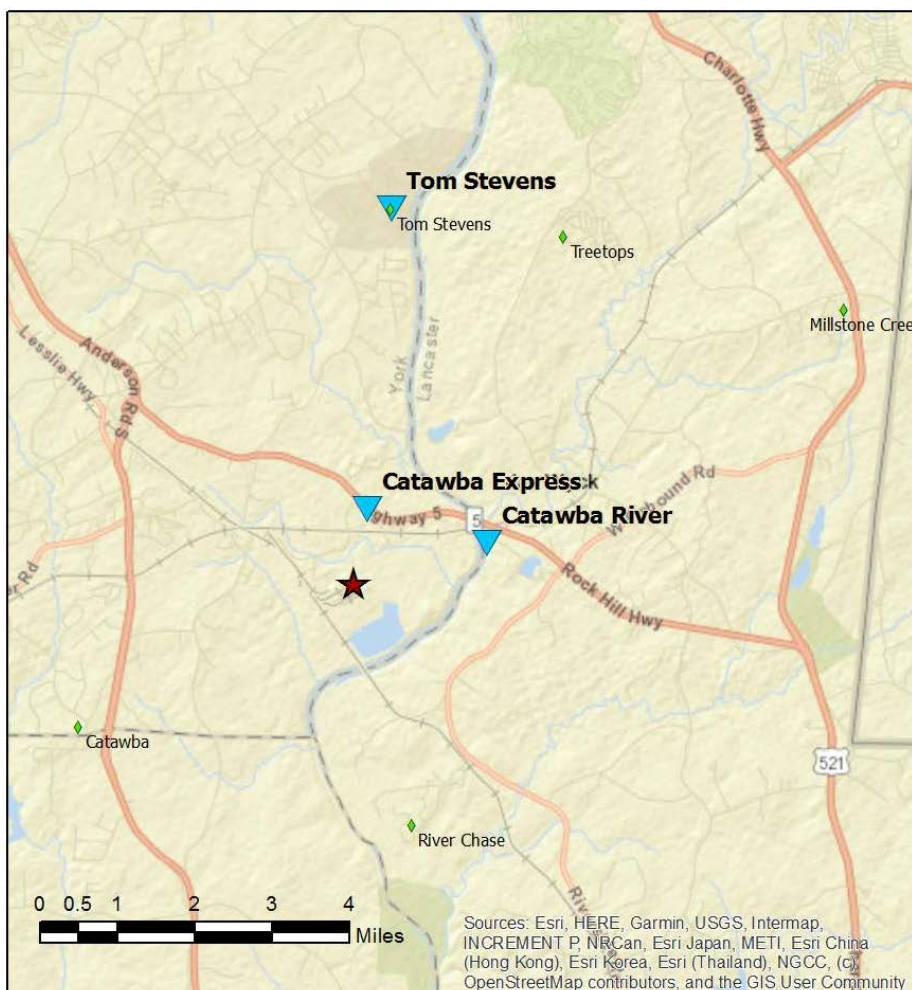 Charlotte Hwy
Tom Stevens
Tom Stevens
Treetops
Millstone Cree
York
Lancaster
Lesslie Hwy
Anderson Rd S
Catawba Express
ghway 5
5
Catawba River
Rock Hill Hwy
er Rd
Catawba
521
River Chase
0 0.5 1 2 3 4
Miles
Sources: Esri, HERE, Garmin, USGS, Intermap,
INCREMENT P, NRCan, Esri Japan, METI, Esri China
(Hong Kong), Esri Korea, Esri (Thailand), NGCC, (c)
OpenStreetMap contributors, and the GIS User Community